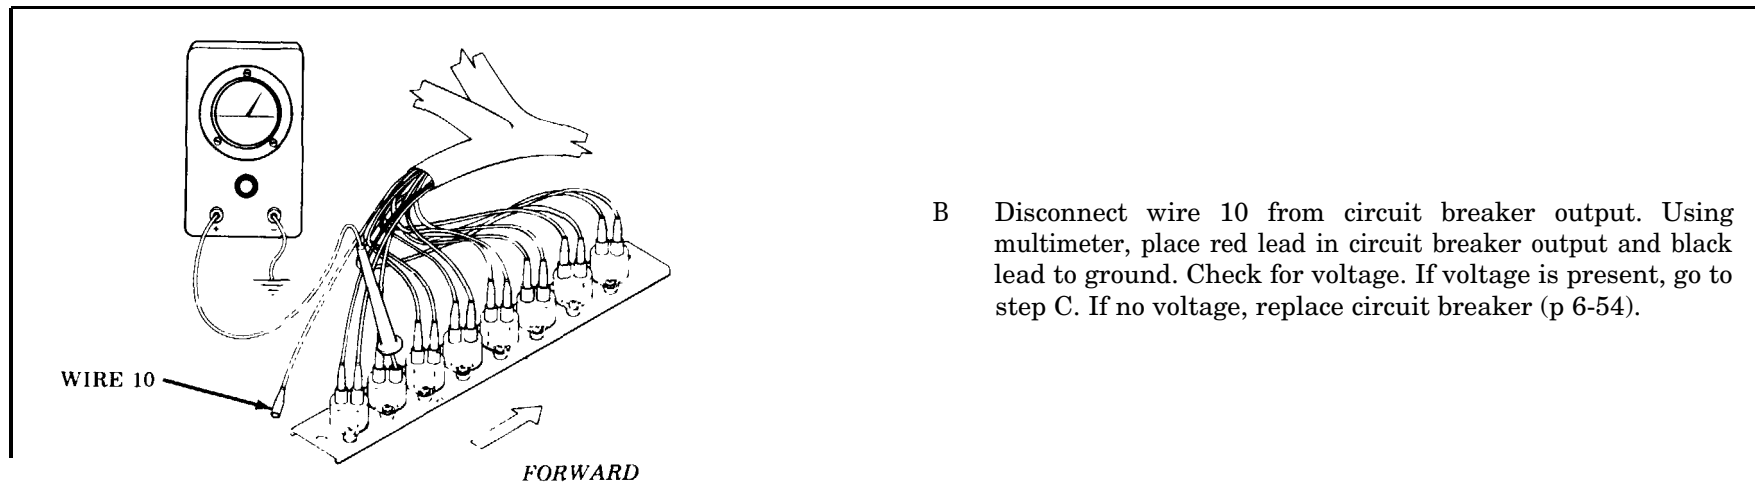 WIRE 10
FORWARD
B Disconnect wire 10 from circuit breaker output. Using
multimeter, place red lead in circuit breaker output and black
lead to ground. Check for voltage. If voltage is present, go to
step C. If no voltage, replace circuit breaker (p 6-54).